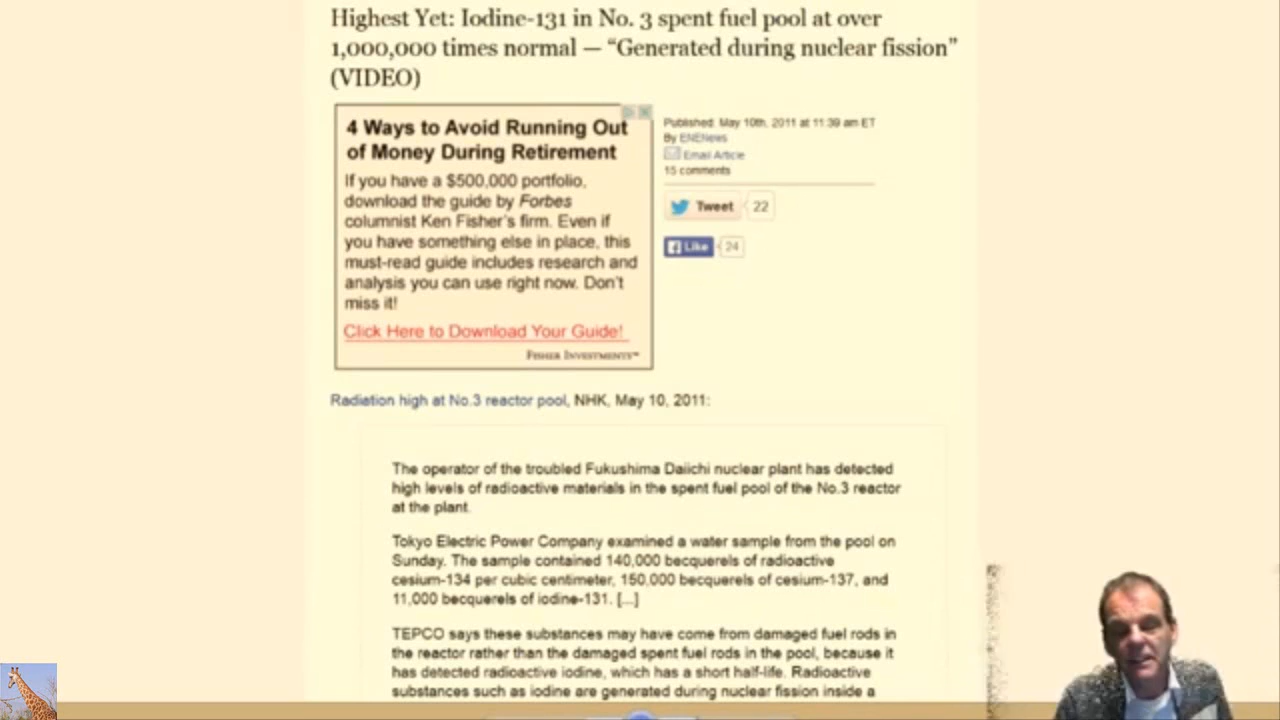 Highest Yet: Iodine-131 in No. 3 spent fuel pool at over
1,000,000 times normal — “Generated during nuclear fission”
(VIDEO)
4 Ways to Avoid Running Out
of Money During Retirement
If you have a $500,000 portfolio,
download the guide by Forbes
columnist Ken Fisher's firm. Even if
you have something else in place, this
must-read guide includes research and
analysis you can use right now. Don't
miss it!
Click Here to Download Your Guide!
FISHER INVESTMENTS™
Published: May 10th, 2011 at 11:39 am ET
By ENENews
Email Article
15 comments
Tweet 22
Like 24
Radiation high at No.3 reactor pool, NHK, May 10, 2011:
The operator of the troubled Fukushima Daiichi nuclear plant has detected
high levels of radioactive materials in the spent fuel pool of the No.3 reactor
at the plant.
Tokyo Electric Power Company examined a water sample from the pool on
Sunday. The sample contained 140,000 becquerels of radioactive
cesium-134 per cubic centimeter, 150,000 becquerels of cesium-137, and
11,000 becquerels of iodine-131. [...]
TEPCO says these substances may have come from damaged fuel rods in
the reactor rather than the damaged spent fuel rods in the pool, because it
has detected radioactive iodine, which has a short half-life. Radioactive
substances such as iodine are generated during nuclear fission inside a